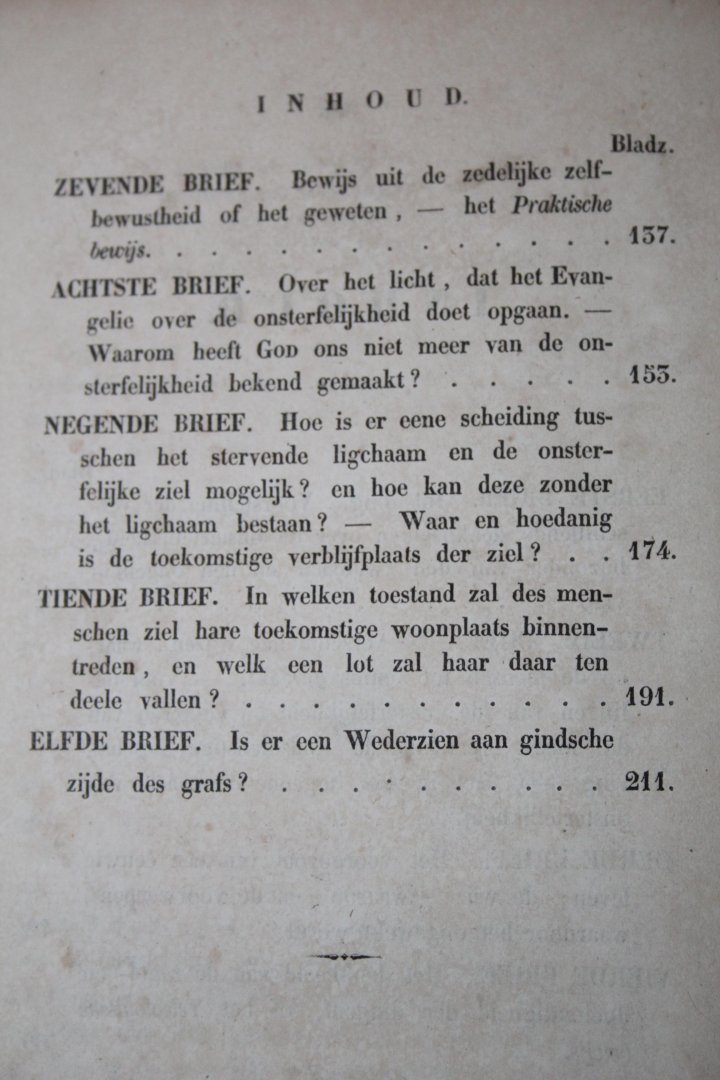 INHOUD.
Bladz.
ZEVENDE BRIEF. Bewijs uit de zedelijke zelf-
bewustheid of het geweten, — het Praktische
bewijs. . . . . . . . . . . . . . 137.
ACHTSTE BRIEF. Over het licht, dat het Evan-
gelie over de onsterfelijkheid doet opgaan. —
Waarom heeft GOD ons niet meer van de on-
sterfelijkheid bekend gemaakt? . . . . . 153.
NEGENDE BRIEF. Hoe is er eene scheiding tus-
schen het stervende ligchaam en de onster-
felijke ziel mogelijk? en hoe kan deze zonder
het ligchaam bestaan? — Waar en hoedanig
is de toekomstige verblijfplaats der ziel? . . 174.
TIENDE BRIEF. In welken toestand zal des men-
schen ziel hare toekomstige woonplaats binnen-
treden, en welk een lot zal haar daar ten
deele vallen? . . . . . . . . . . . 191.
ELFDE BRIEF. Is er een Wederzien aan gindsche
zijde des grafs? . . . . . . . . . . 211.